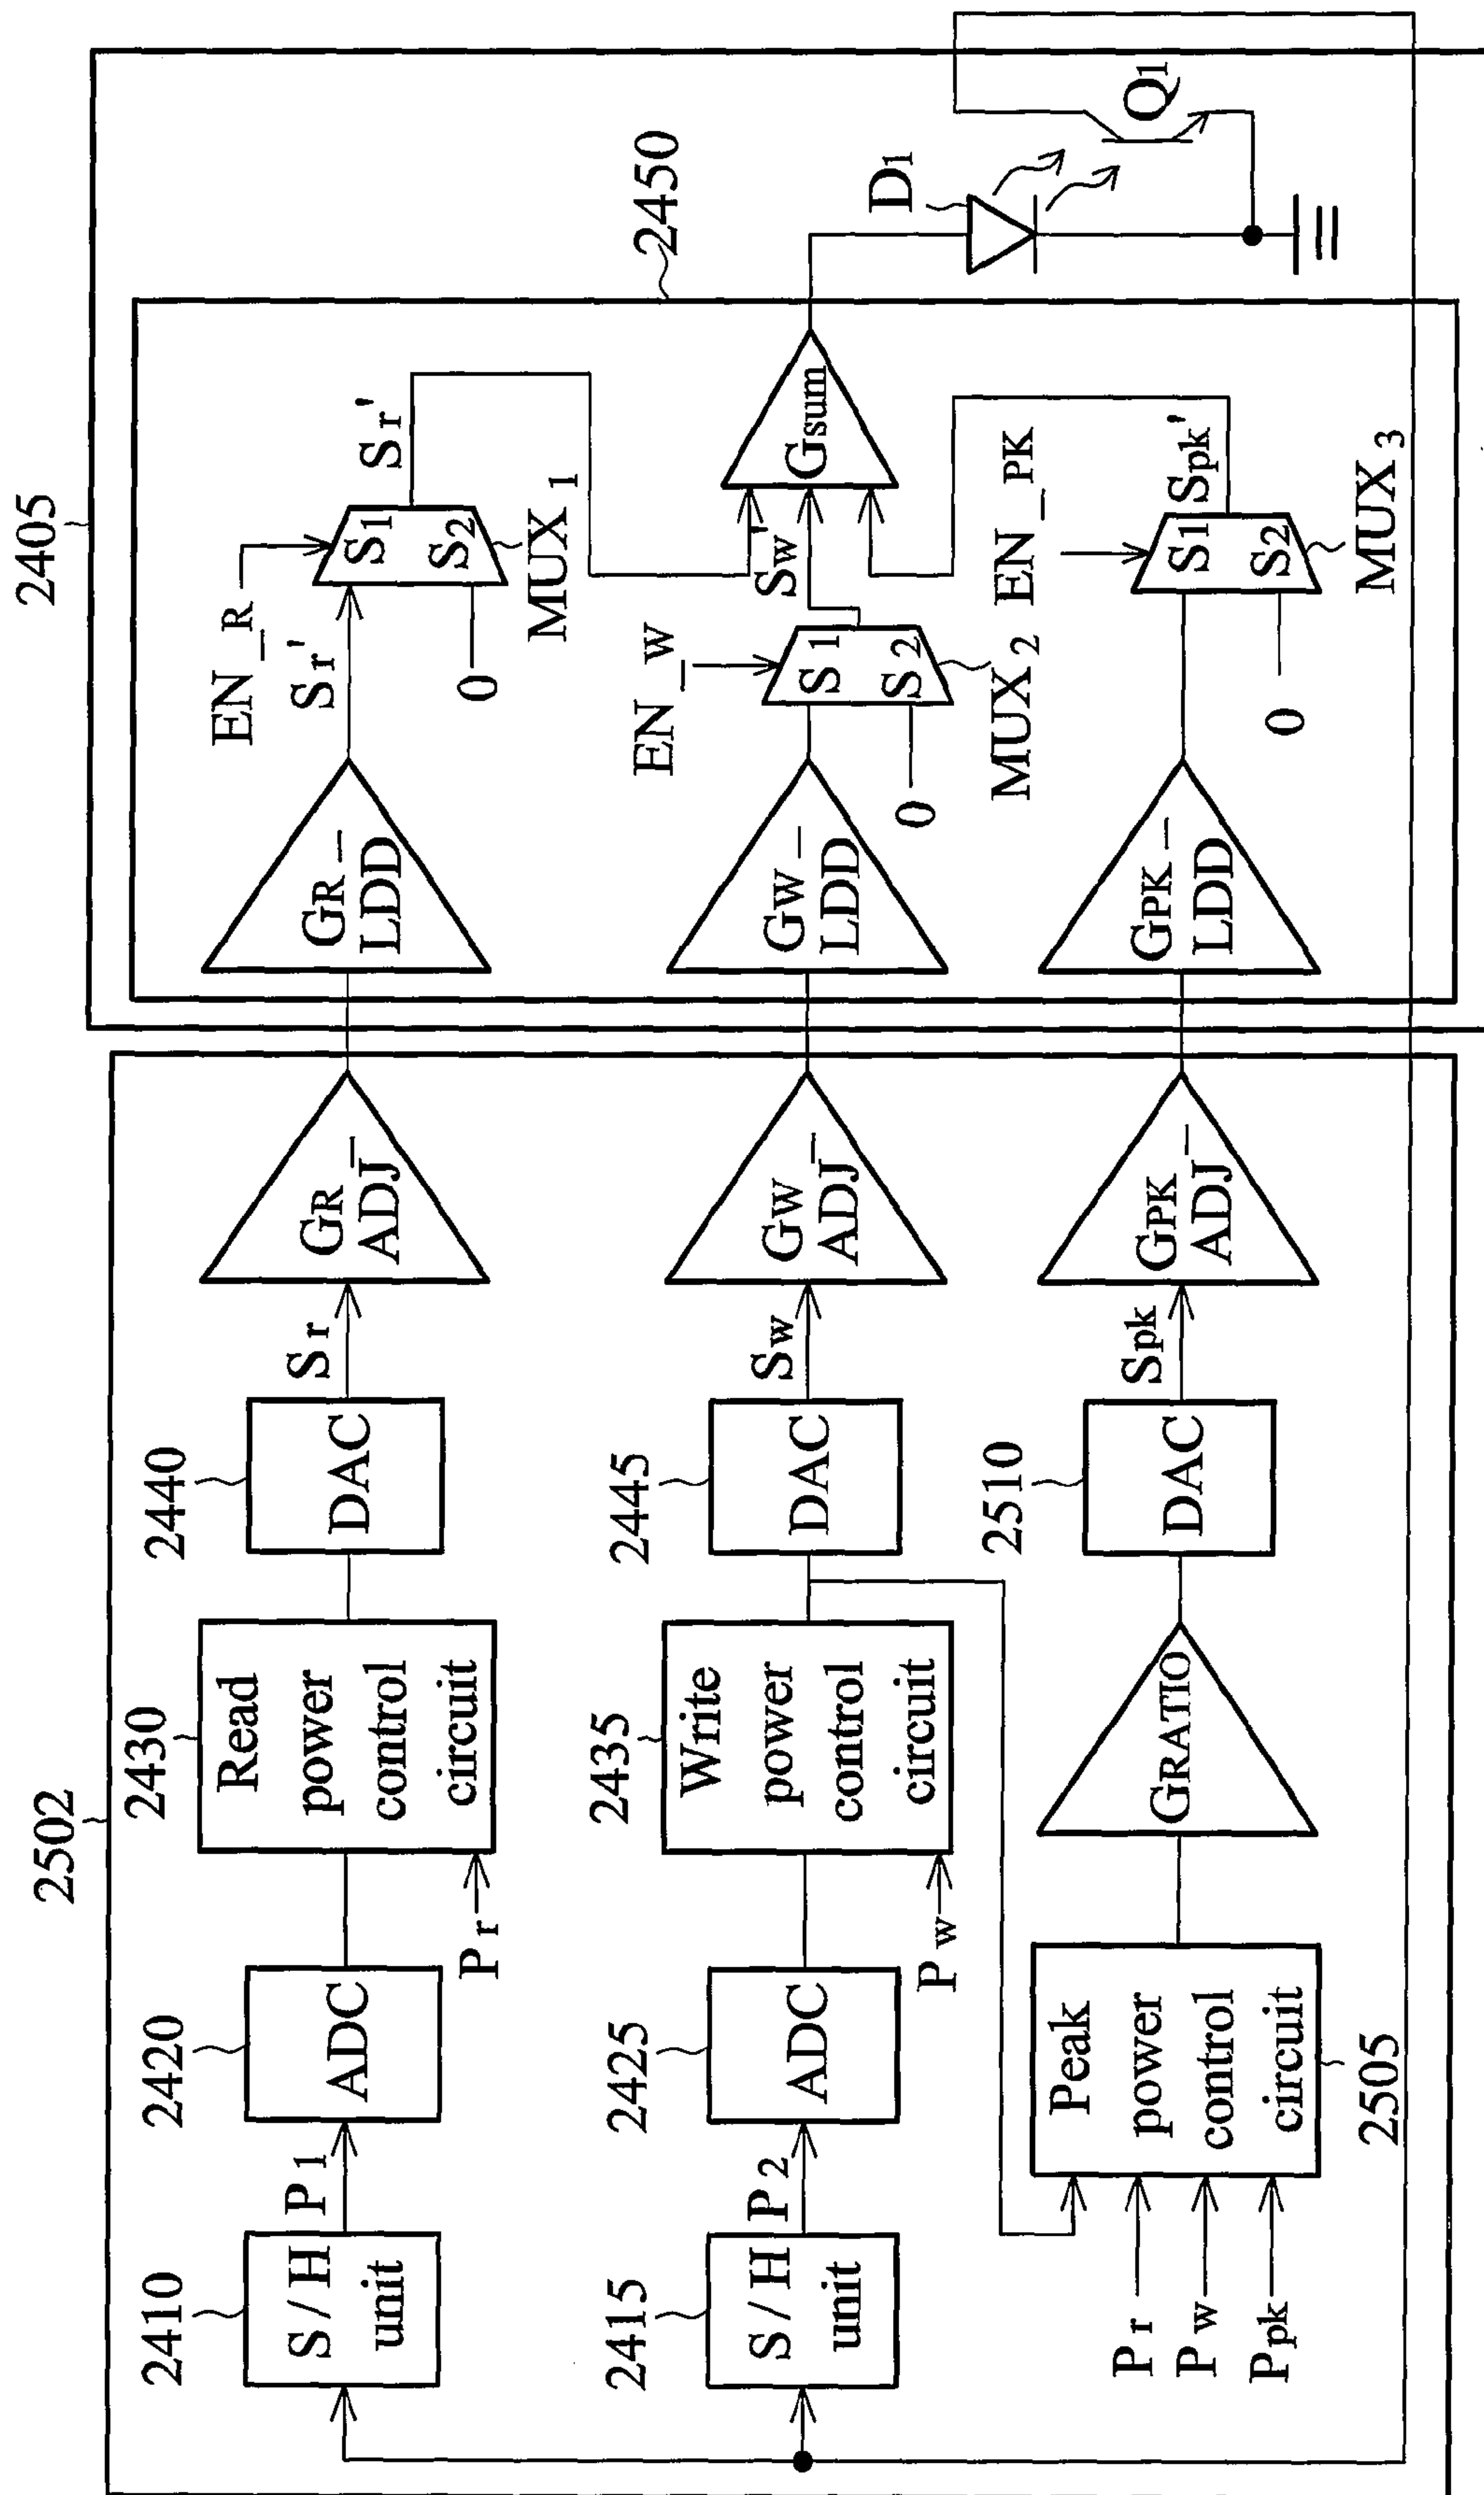 2502
2405
2410
S/H
unit
P1
2420
ADC
Pr
2430
Read
power
control
circuit
2440
DAC
Sr
GR_
ADJ
GR_
LDD
EN_R
Sr'
0
S1
S2
MUX1
Sr'
2450
2415
S/H
unit
P2
2425
ADC
Pw
2435
Write
power
control
circuit
2445
DAC
Sw
GW_
ADJ
GW_
LDD
EN_W
0
S1
S2
MUX2
Sw'
Gsum
D1
Q1
Pr
Pw
Ppk
Peak
power
control
circuit
2505
GRATIO
2510
DAC
Spk
GPK_
ADJ
GPK_
LDD
EN_PK
0
S1
S2
MUX3
Spk'